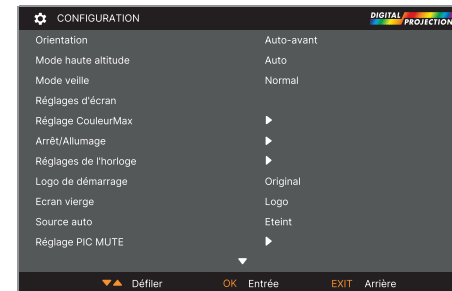 CONFIGURATION
DIGITAL PROJECTION
Orientation Auto-avant
Mode haute altitude Auto
Mode veille Normal
Réglages d'écran
Réglage CouleurMax
Arrêt/Allumage
Réglages de l'horloge
Logo de démarrage Original
Ecran vierge Logo
Source auto Eteint
Réglage PIC MUTE
Défiler OK Entrée EXIT Arrière